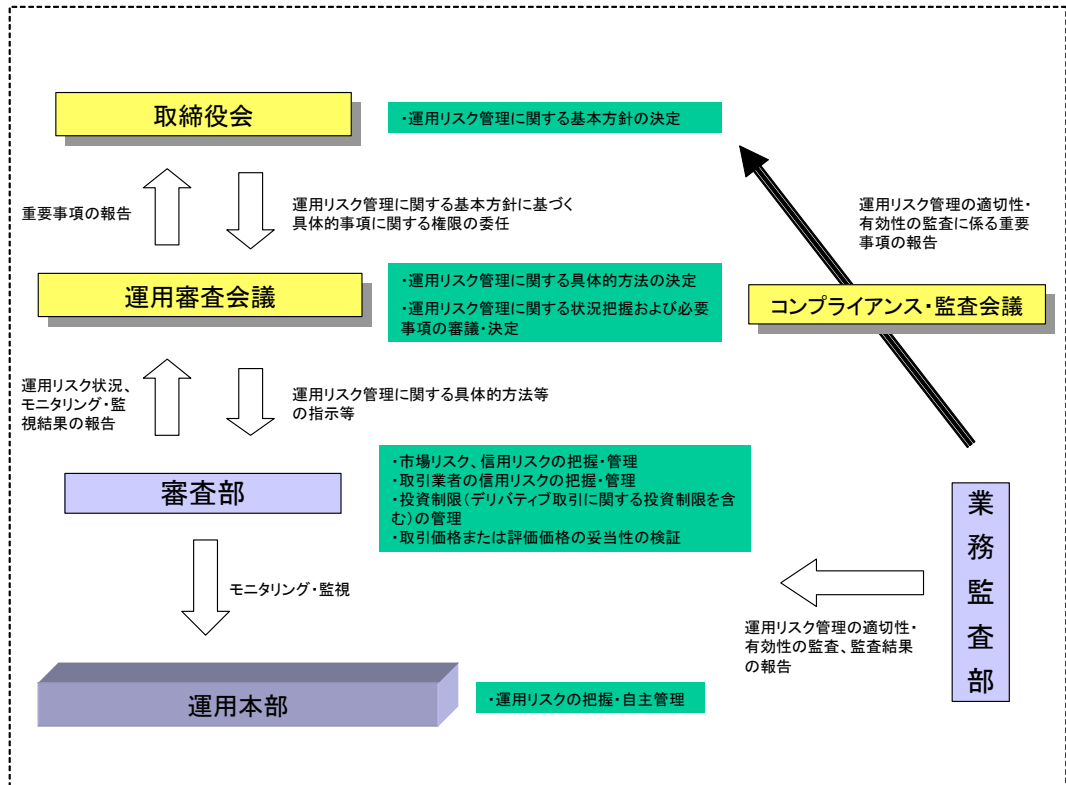 取締役会
・運用リスク管理に関する基本方針の決定
重要事項の報告
運用リスク管理に関する基本方針に基づく
具体的事項に関する権限の委任
運用リスク管理の適切性・
有効性の監査に係る重要
事項の報告
運用審査会議
・運用リスク管理に関する具体的方法の決定
・運用リスク管理に関する状況把握および必要
事項の審議・決定
コンプライアンス・監査会議
運用リスク状況、
モニタリング・監
視結果の報告
運用リスク管理に関する具体的方法等
の指示等
審査部
・市場リスク、信用リスクの把握・管理
・取引業者の信用リスクの把握・管理
・投資制限（デリバティブ取引に関する投資制限を含
む）の管理
・取引価格または評価価格の妥当性の検証
業務監査部
モニタリング・監視
運用リスク管理の適切性・
有効性の監査、監査結果
の報告
運用本部
・運用リスクの把握・自主管理